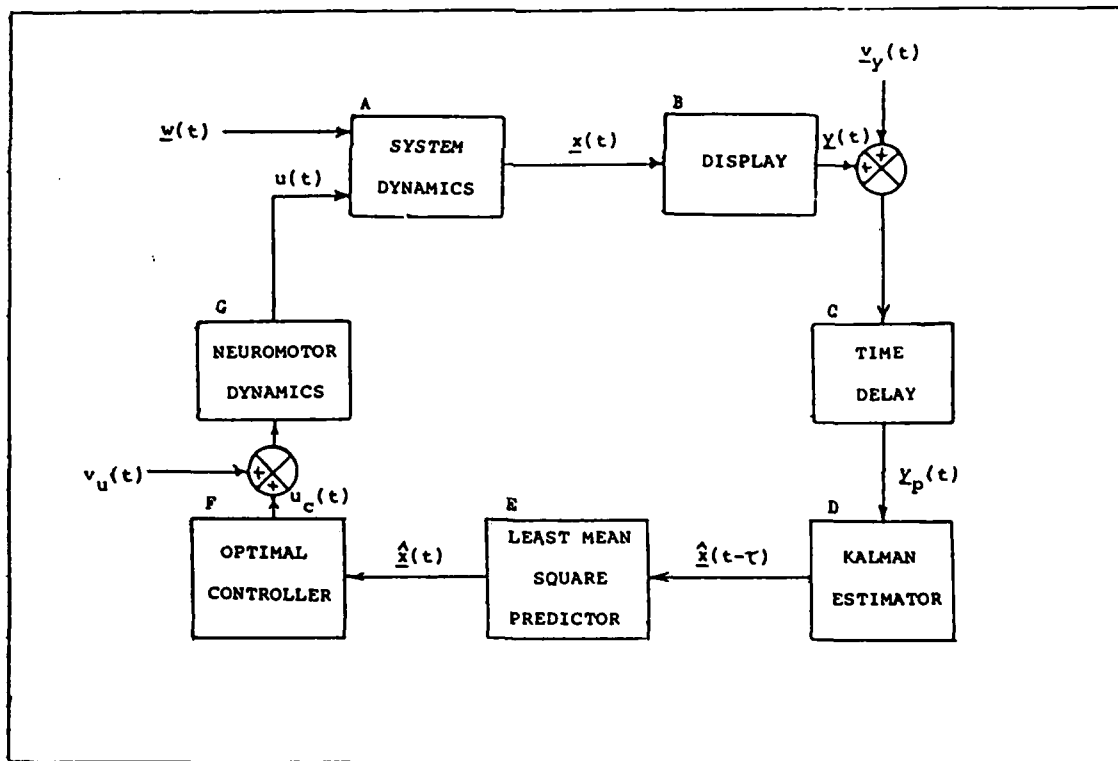 v_y(t)
A
B
w(t)
SYSTEM
DYNAMICS
x(t)
DISPLAY
y(t)
+
+
u(t)
G
NEUROMOTOR
DYNAMICS
C
TIME
DELAY
v_u(t)
+
+
u_c(t)
y_p(t)
F
OPTIMAL
CONTROLLER
x̂(t)
E
LEAST MEAN
SQUARE
PREDICTOR
x̂(t-τ)
D
KALMAN
ESTIMATOR